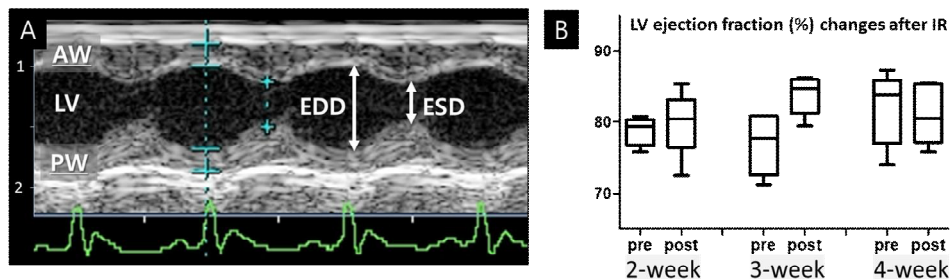 A
AW
1
LV
EDD
ESD
PW
2
B
LV ejection fraction (%) changes after IR
90
80
70
pre post pre post pre post
2-week 3-week 4-week